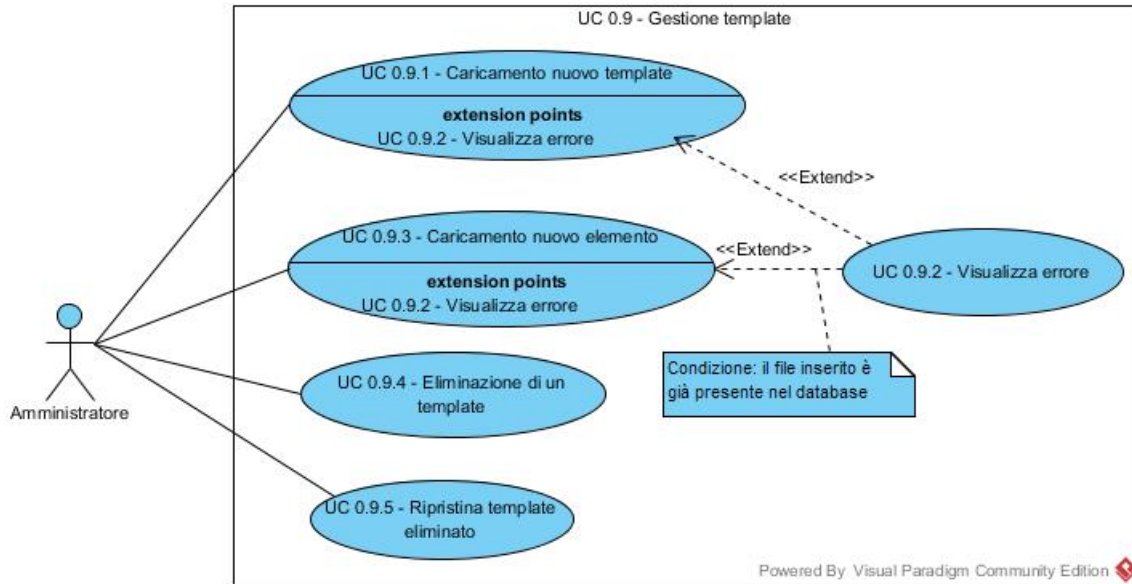 UC 0.9 - Gestione template
UC 0.9.1 - Caricamento nuovo template
extension points
UC 0.9.2 - Visualizza errore
<<Extend>>
UC 0.9.3 - Caricamento nuovo elemento
<<Extend>>
extension points
UC 0.9.2 - Visualizza errore
UC 0.9.2 - Visualizza errore
Condizione: il file inserito è
già presente nel database
UC 0.9.4 - Eliminazione di un
template
Amministratore
UC 0.9.5 - Ripristina template
eliminato
Powered By Visual Paradigm Community Edition